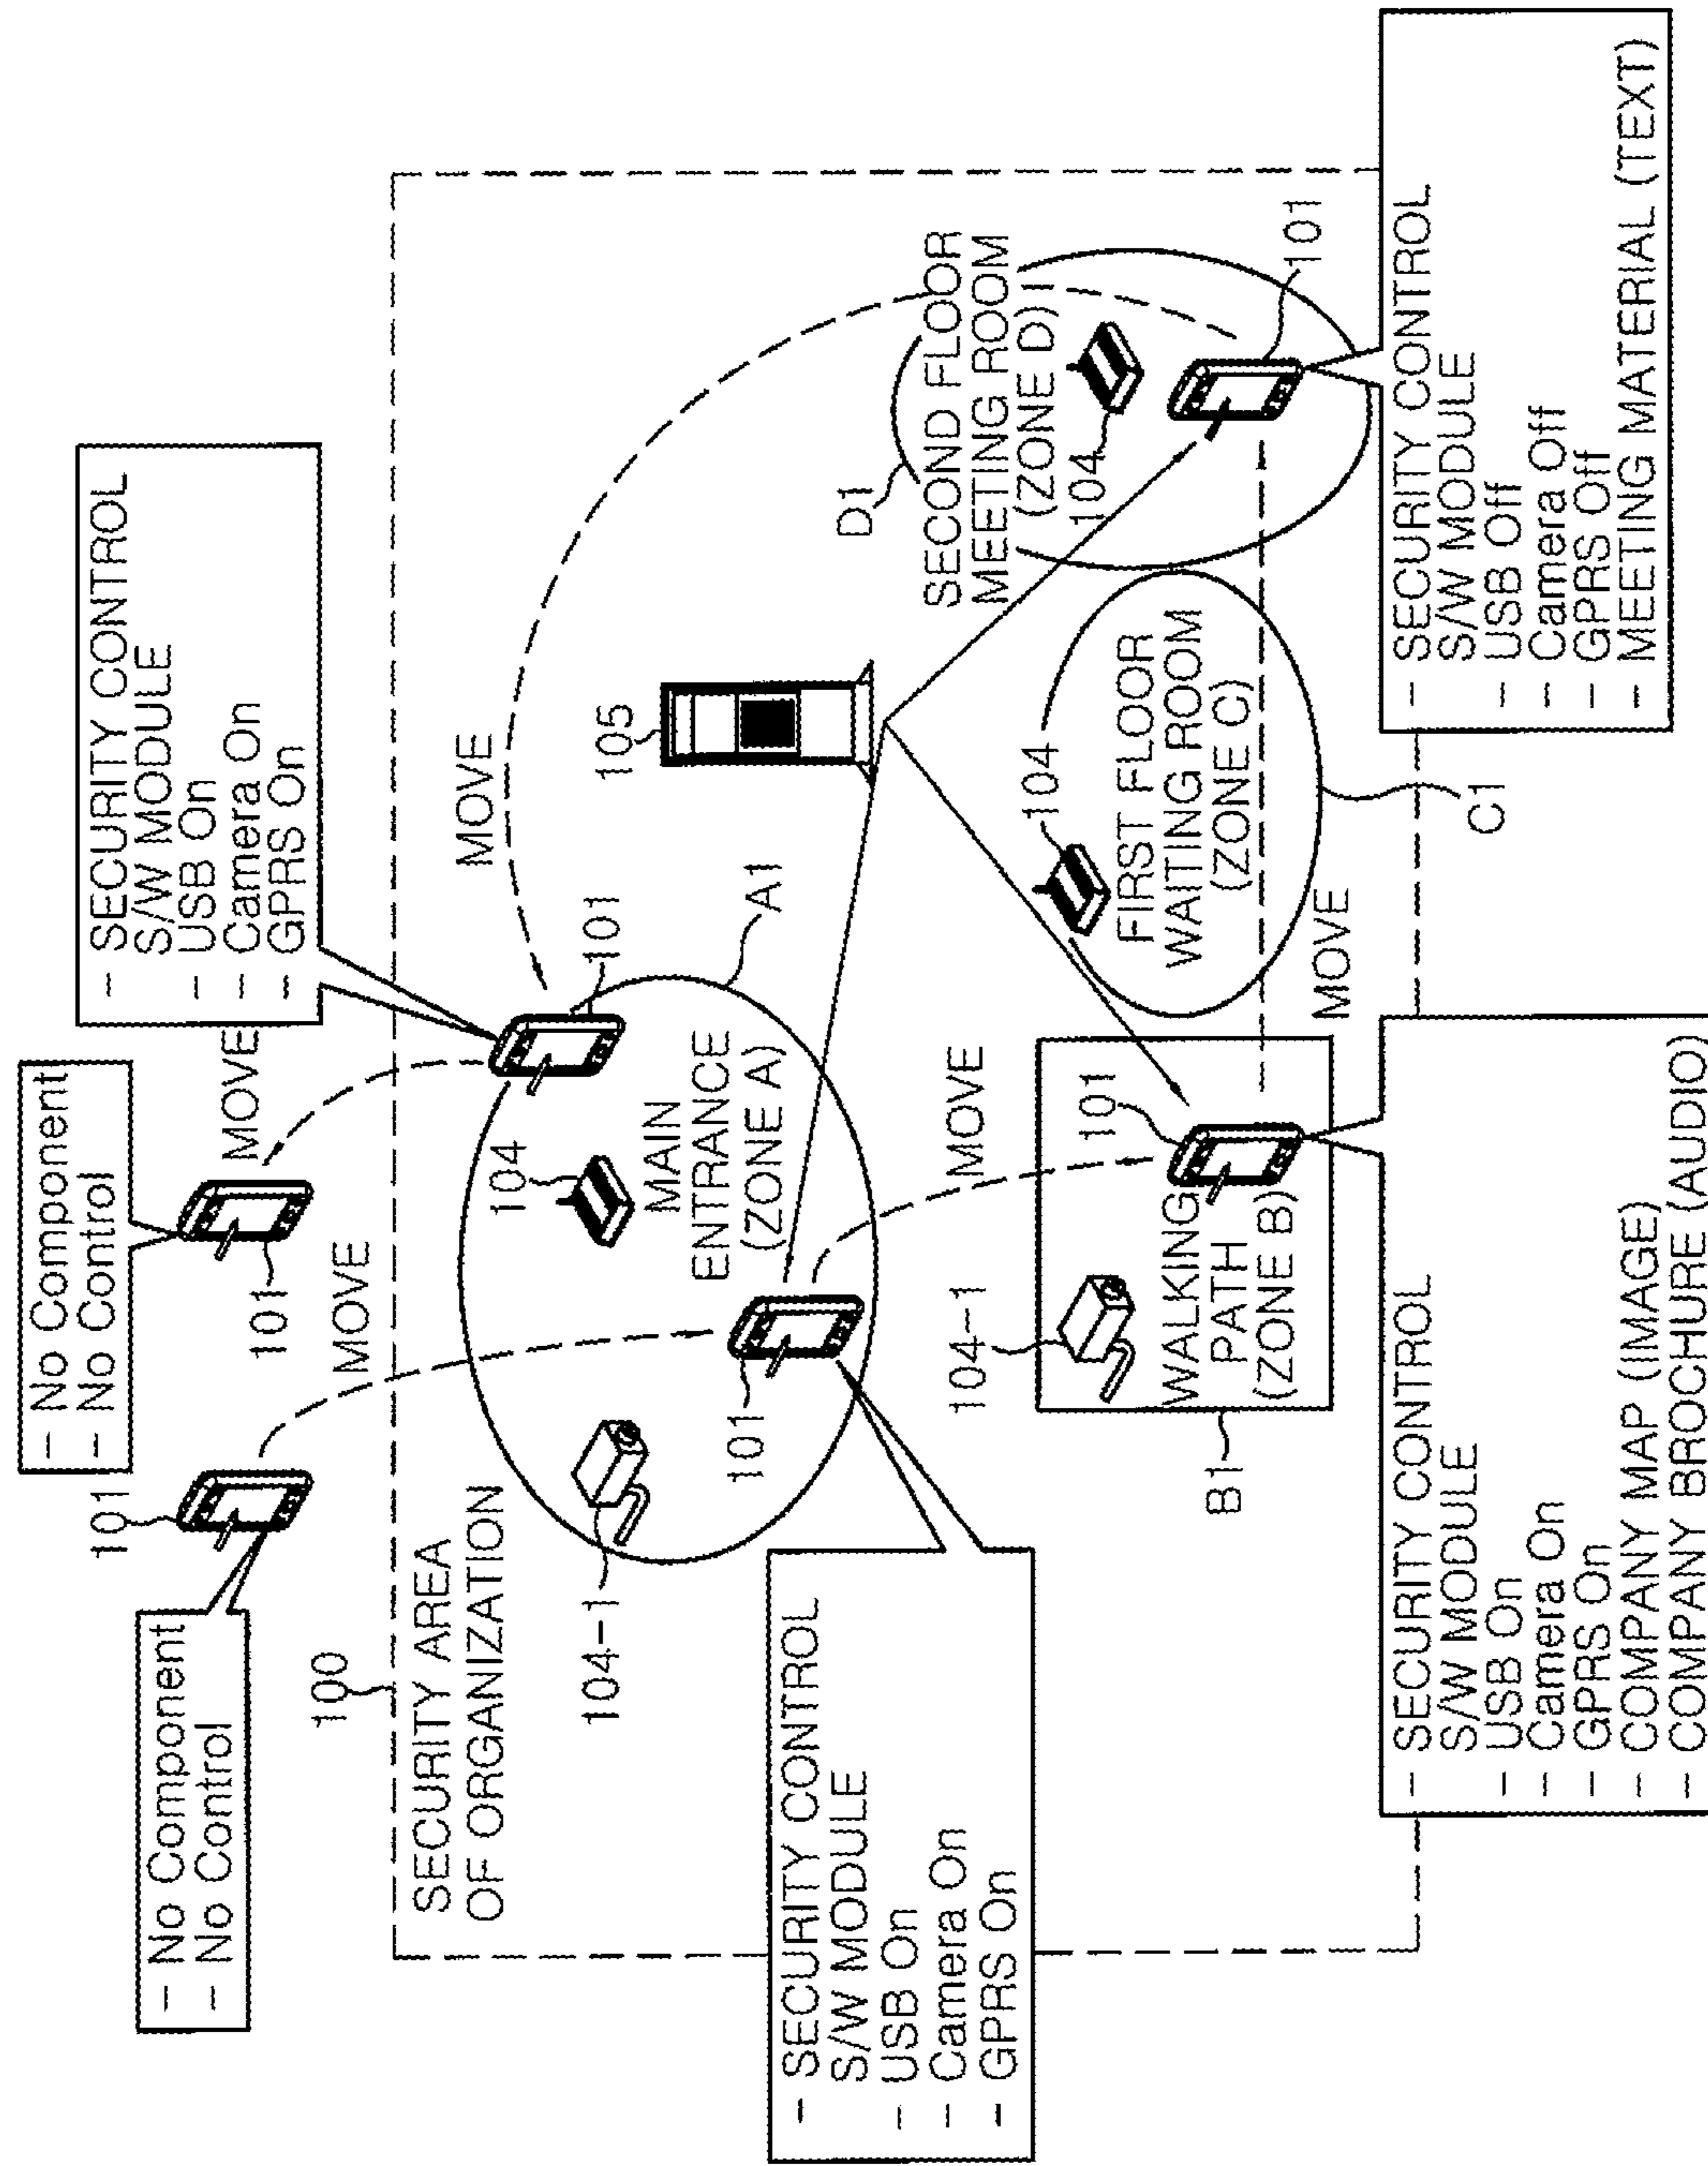 - No Component
- No Control
101
- No Component
- No Control
101
MOVE
MOVE
100
SECURITY AREA
OF ORGANIZATION
- SECURITY CONTROL
S/W MODULE
- USB On
- Camera On
- GPRS On
104-1
104
101
A1
MAIN
ENTRANCE
(ZONE A)
101
MOVE
105
- SECURITY CONTROL
S/W MODULE
- USB On
- Camera On
- GPRS On
MOVE
104-1
101
WALKING
PATH
(ZONE B)
B1
104
FIRST FLOOR
WAITING ROOM
(ZONE C)
C1
MOVE
D1
SECOND FLOOR
MEETING ROOM
(ZONE D)
104
101
- SECURITY CONTROL
S/W MODULE
- USB On
- Camera On
- GPRS On
- COMPANY MAP (IMAGE)
- COMPANY BROCHURE (AUDIO)
- SECURITY CONTROL
S/W MODULE
- USB Off
- Camera Off
- GPRS Off
- MEETING MATERIAL (TEXT)